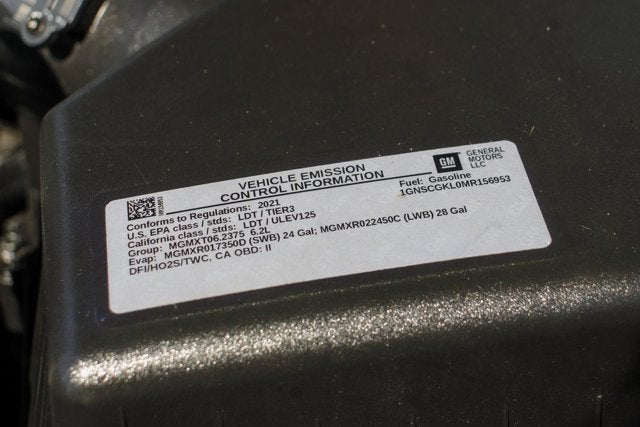 VEHICLE EMISSION
CONTROL INFORMATION
GM
GENERAL
MOTORS
LLC
Fuel: Gasoline
1GNSCGKL0MR156953
Conforms to Regulations: 2021
U.S. EPA class / stds: LDT / TIER3
California class / stds: LDT / ULEV125
Group: MGMXT06.2375 6.2L
Evap: MGMXR017350D (SWB) 24 Gal; MGMXR022450C (LWB) 28 Gal
DFI/HO2S/TWC, CA OBD: II